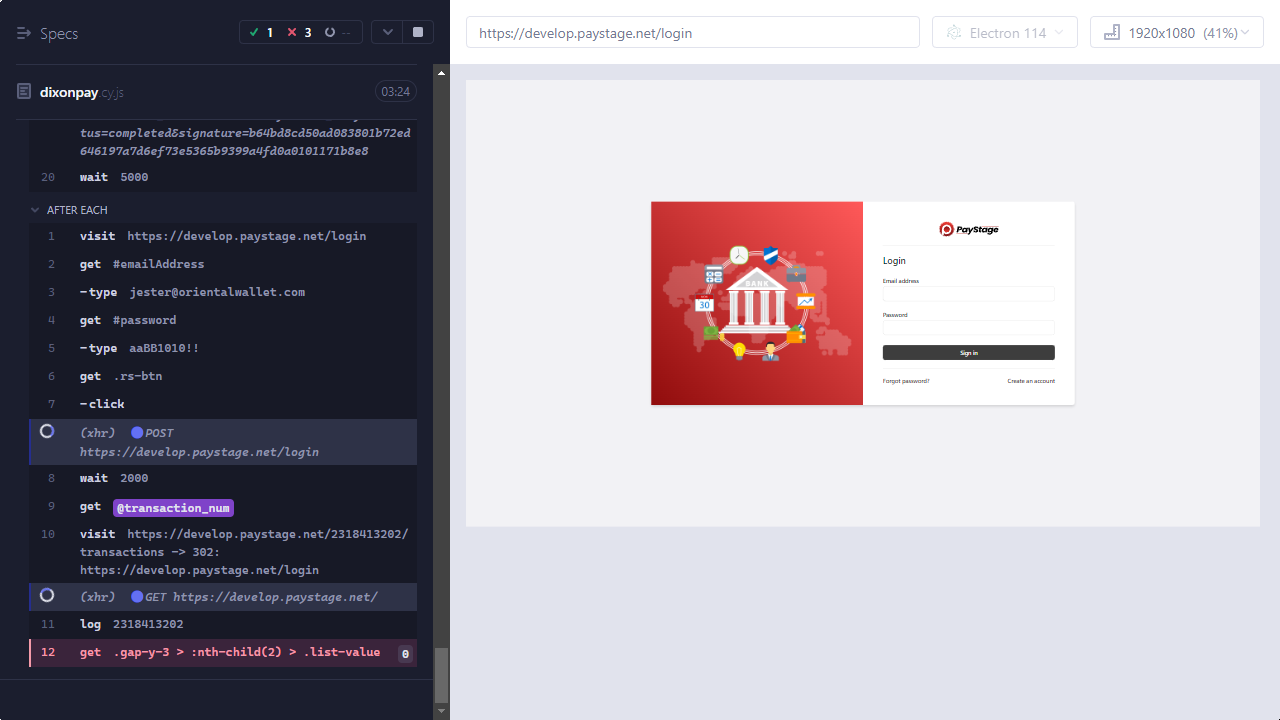 Specs
1
3
--
https://develop.paystage.net/login
Electron 114
1920x1080 (41%)
dixonpay.cy.js
03:24
tus=completed&signature=b64bd8cd50ad083801b72ed
646197a7d6ef73e5365b9399a4fd0a0101171b8e8
20 wait 5000
AFTER EACH
1 visit https://develop.paystage.net/login
2 get #emailAddress
3 -type jester@orientalwallet.com
4 get #password
5 -type aaBB1010!!
6 get .rs-btn
7 -click
(xhr) POST
https://develop.paystage.net/login
8 wait 2000
9 get @transaction_num
10 visit https://develop.paystage.net/2318413202/
transactions -> 302:
https://develop.paystage.net/login
(xhr) GET https://develop.paystage.net/
11 log 2318413202
12 get .gap-y-3 > :nth-child(2) > .list-value 0
BANK
30
PayStage
Login
Email address
Password
Sign in
Forgot password?
Create an account